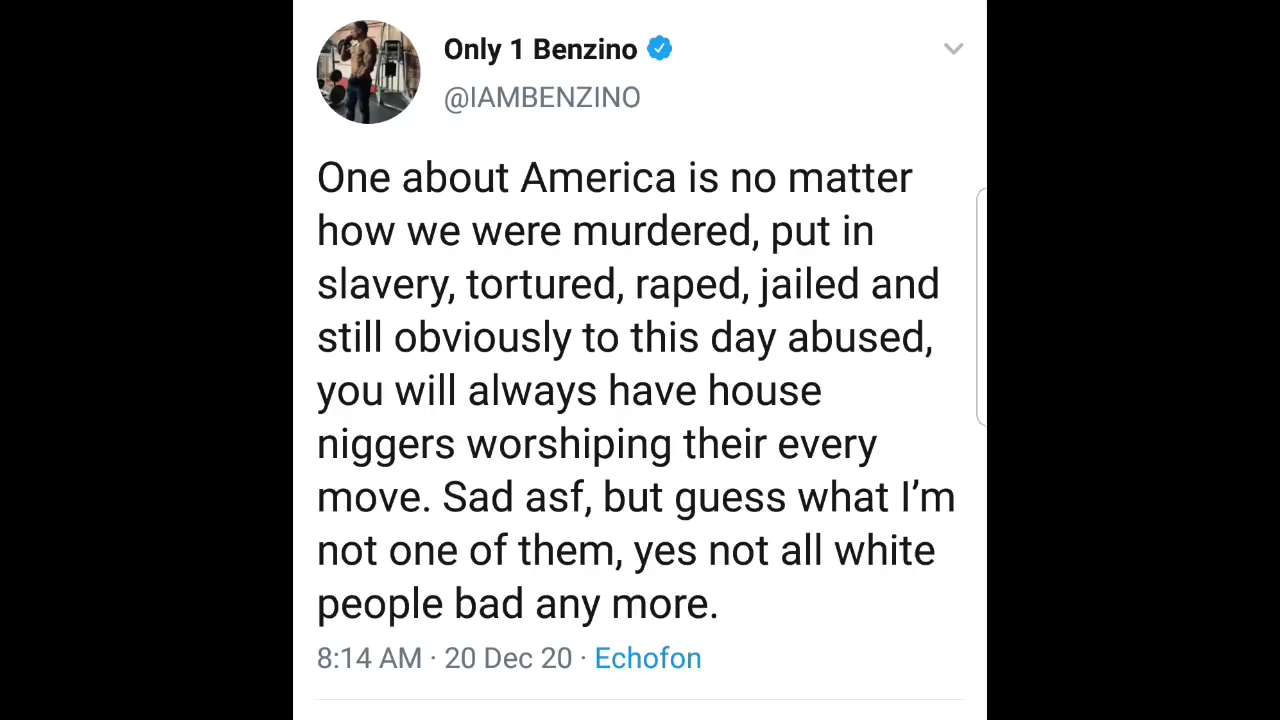 Only 1 Benzino
@IAMBENZINO
One about America is no matter
how we were murdered, put in
slavery, tortured, raped, jailed and
still obviously to this day abused,
you will always have house
niggers worshiping their every
move. Sad asf, but guess what I’m
not one of them, yes not all white
people bad any more.
8:14 AM · 20 Dec 20 · Echofon